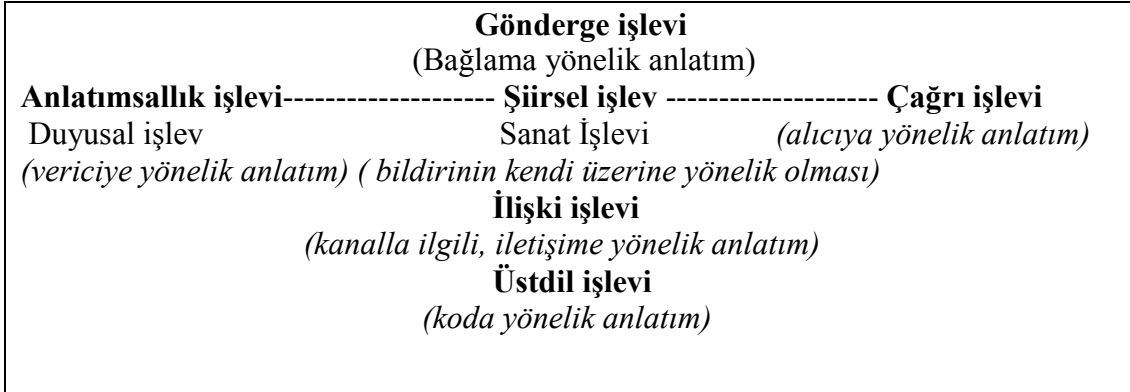 Gönderge işlevi
(Bağlama yönelik anlatım)
Anlatımsallık işlevi-------------------- Şiirsel işlev -------------------- Çağrı işlevi
Duyusal işlev Sanat İşlevi (alıcıya yönelik anlatım)
(vericiye yönelik anlatım) ( bildirinin kendi üzerine yönelik olması)
İlişki işlevi
(kanalla ilgili, iletişime yönelik anlatım)
Üstdil işlevi
(koda yönelik anlatım)